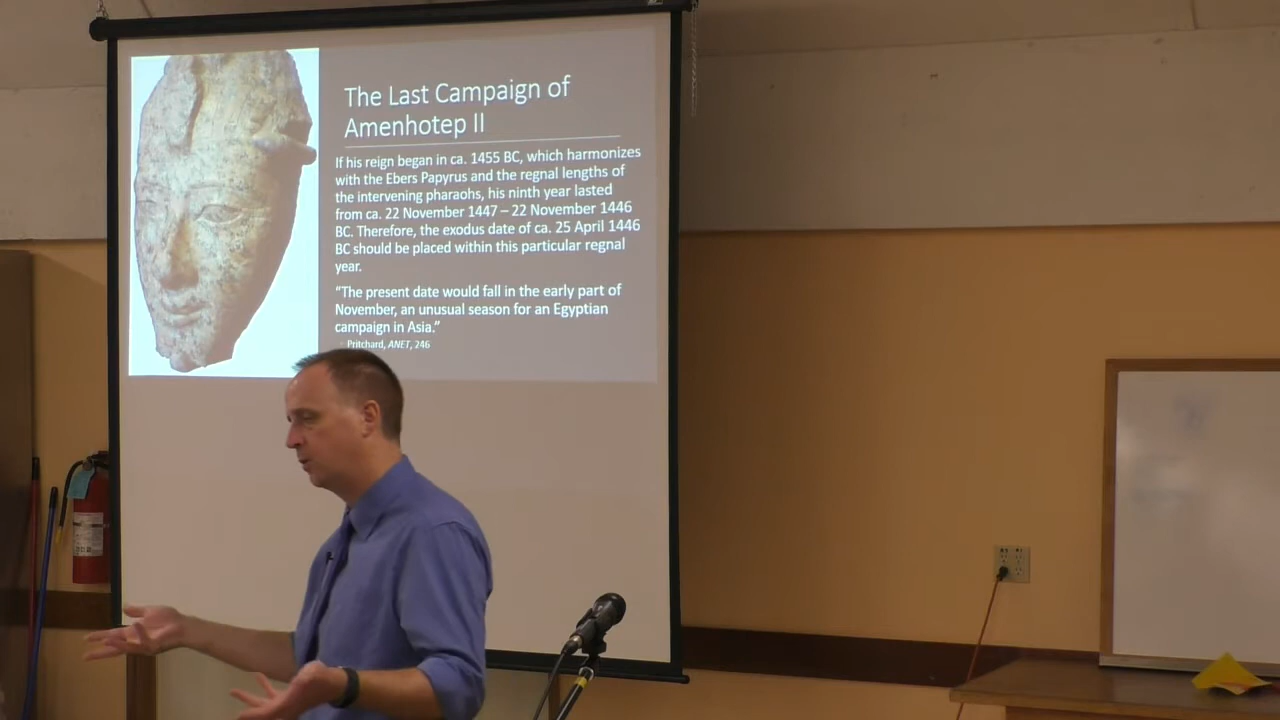 The Last Campaign of
Amenhotep II
If his reign began in ca. 1455 BC, which harmonizes
with the Ebers Papyrus and the regnal lengths of
the intervening pharaohs, his ninth year lasted
from ca. 22 November 1447 – 22 November 1446
BC. Therefore, the exodus date of ca. 25 April 1446
BC should be placed within this particular regnal
year.
“The present date would fall in the early part of
November, an unusual season for an Egyptian
campaign in Asia.”
Pritchard, ANET, 246